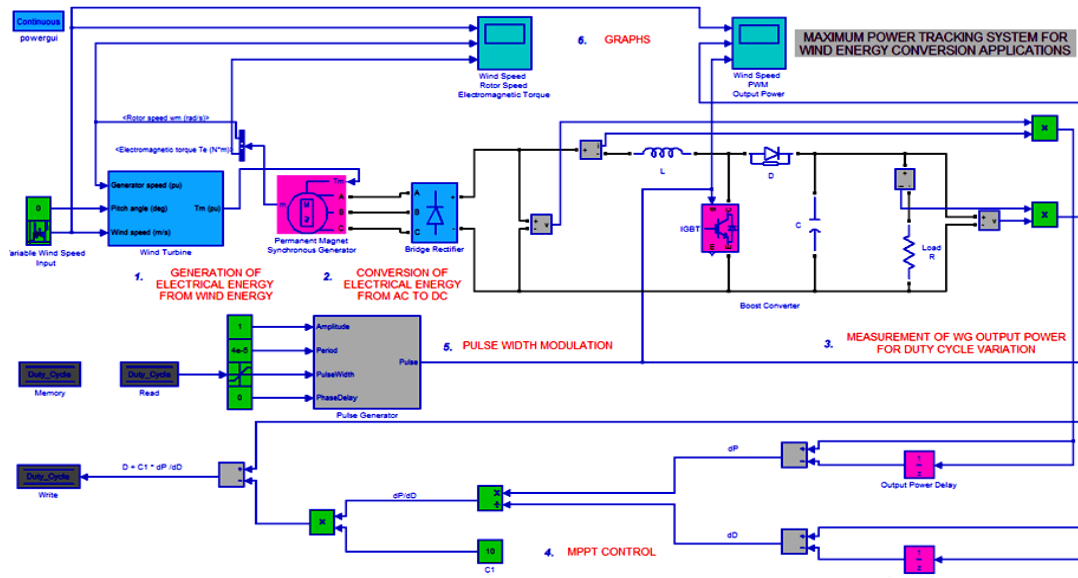 Continuous
powergui
Wind Speed
Rotor Speed
Electromagnetic Torque
6. GRAPHS
Wind Speed
PWM
Output Power
MAXIMUM POWER TRACKING SYSTEM FOR
WIND ENERGY CONVERSION APPLICATIONS
<Rotor speed wm (rad/s)>
<Electromagnetic torque Te (N*m)>
Generator speed (pu)
Pitch angle (deg)
Wind speed (m/s)
Tm (pu)
Wind Turbine
0
ariable Wind Speed
Input
Tm
m
A
B
C
Permanent Magnet
Synchronous Generator
A
B
C
+
-
Bridge Rectifier
+
-
v
+
-
i
L
D
IGBT
g
C
E
C
+
-
i
+
-
v
Load
R
×
×
Boost Converter
1. GENERATION OF
ELECTRICAL ENERGY
FROM WIND ENERGY
2. CONVERSION OF
ELECTRICAL ENERGY
FROM AC TO DC
3. MEASUREMENT OF WG OUTPUT POWER
FOR DUTY CYCLE VARIATION
1
4e-5
0
Amplitude
Period
PulseWidth
PhaseDelay
Pulse
Pulse Generator
5. PULSE WIDTH MODULATION
Duty_Cycle
Memory
Duty_Cycle
Read
Duty_Cycle
Write
D + C1 * dP /dD
dP
1
z
Output Power Delay
dP/dD
×
÷
×
10
C1
4. MPPT CONTROL
dD
1
z